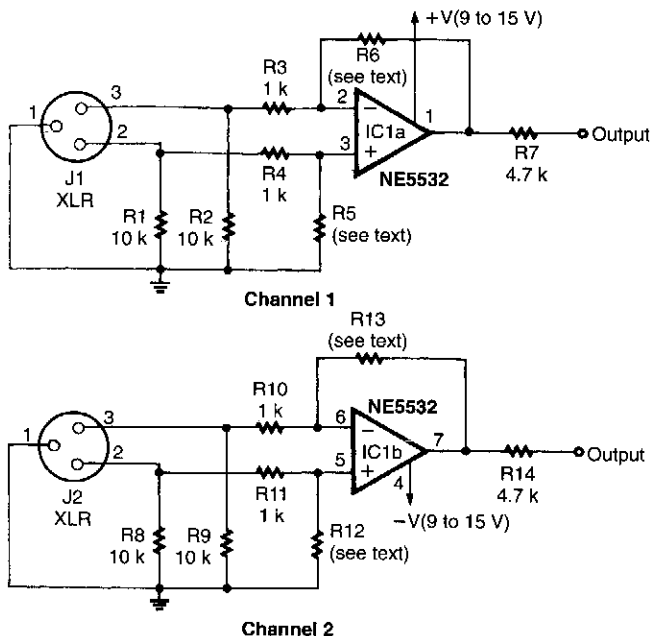 +V(9 to 15 V)
R6
(see text)
R3
1 k
3
1
2
2
1
IC1a
3
NE5532
Output
R7
4.7 k
J1
XLR
R4
1 k
R1
10 k
R2
10 k
R5
(see text)
Channel 1
R13
(see text)
R10
1 k
NE5532
3
1
2
6
7
IC1b
5
4
Output
R14
4.7 k
J2
XLR
R11
1 k
−V(9 to 15 V)
R8
10 k
R9
10 k
R12
(see text)
Channel 2